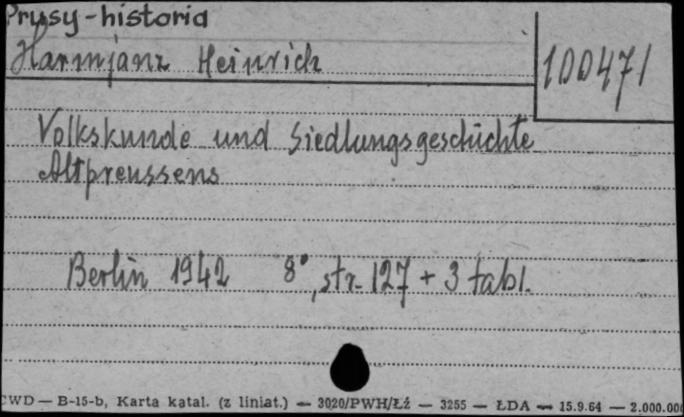 Prusy-historia
Harmjanz Heinrich
100471
Volkskunde und Siedlungsgeschichte
Altpreussens
Berlin 1942 8°, str. 127 + 3 tabl.
CWD — B-15-b, Karta katal. (z liniat.) — 3020/PWH/Łź — 3255 — ŁDA — 15.9.64 — 2.000.00